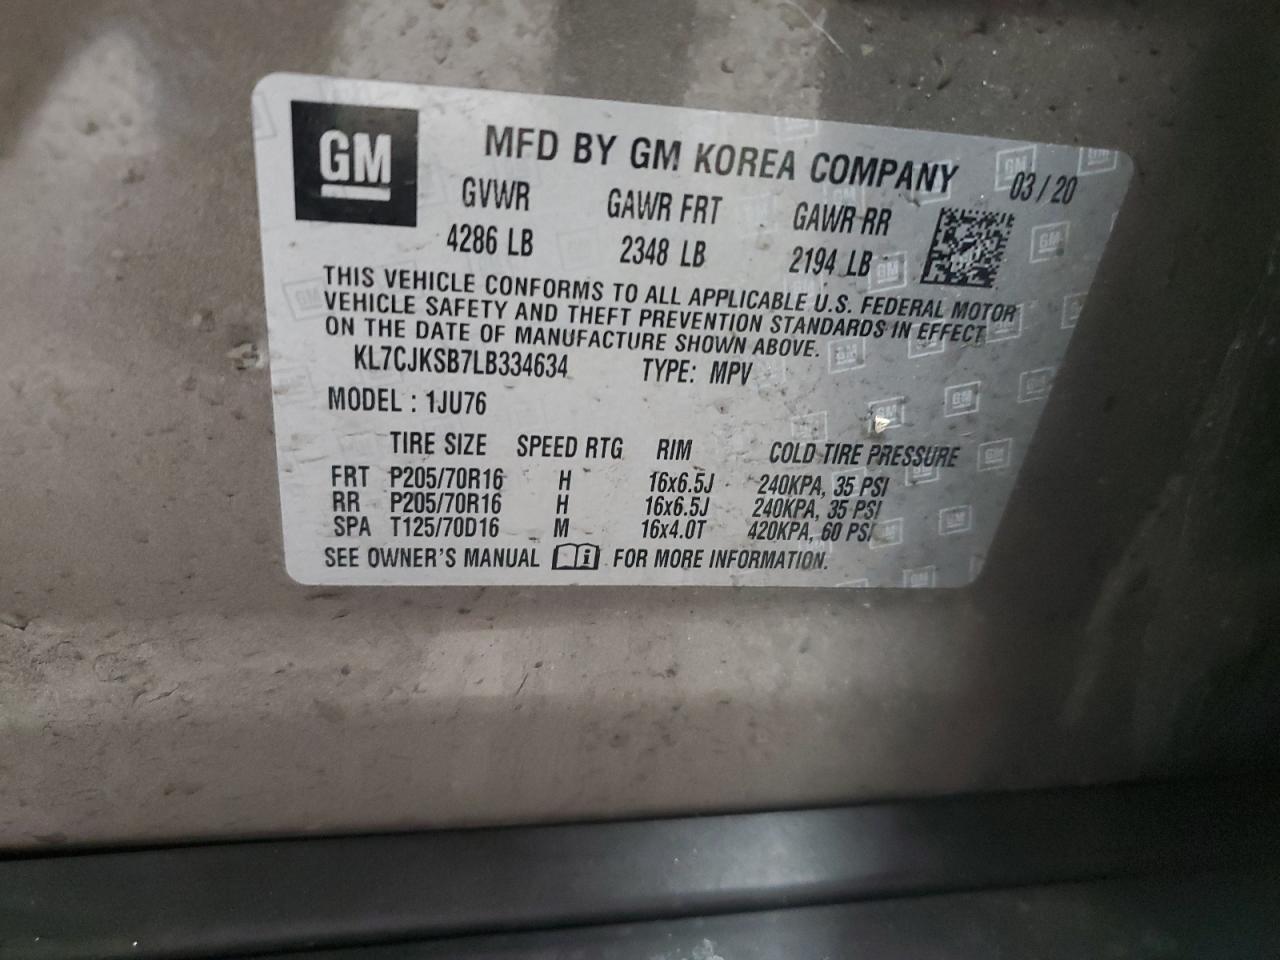 GM
MFD BY GM KOREA COMPANY
03 / 20
GVWR GAWR FRT GAWR RR
4286 LB 2348 LB 2194 LB
THIS VEHICLE CONFORMS TO ALL APPLICABLE U.S. FEDERAL MOTOR
VEHICLE SAFETY AND THEFT PREVENTION STANDARDS IN EFFECT
ON THE DATE OF MANUFACTURE SHOWN ABOVE.
KL7CJKSB7LB334634 TYPE: MPV
MODEL : 1JU76
TIRE SIZE SPEED RTG RIM COLD TIRE PRESSURE
FRT P205/70R16 H 16x6.5J 240KPA, 35 PSI
RR P205/70R16 H 16x6.5J 240KPA, 35 PSI
SPA T125/70D16 M 16x4.0T 420KPA, 60 PSI
SEE OWNER'S MANUAL FOR MORE INFORMATION.